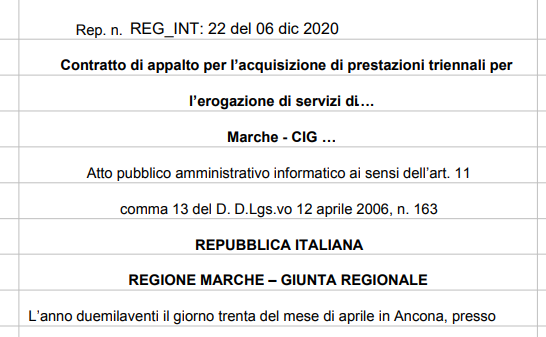 Rep. n. REG_INT: 22 del 06 dic 2020
Contratto di appalto per l’acquisizione di prestazioni triennali per
l’erogazione di servizi di….
Marche - CIG …
Atto pubblico amministrativo informatico ai sensi dell’art. 11
comma 13 del D. D.Lgs.vo 12 aprile 2006, n. 163
REPUBBLICA ITALIANA
REGIONE MARCHE – GIUNTA REGIONALE
L’anno duemilaventi il giorno trenta del mese di aprile in Ancona, presso